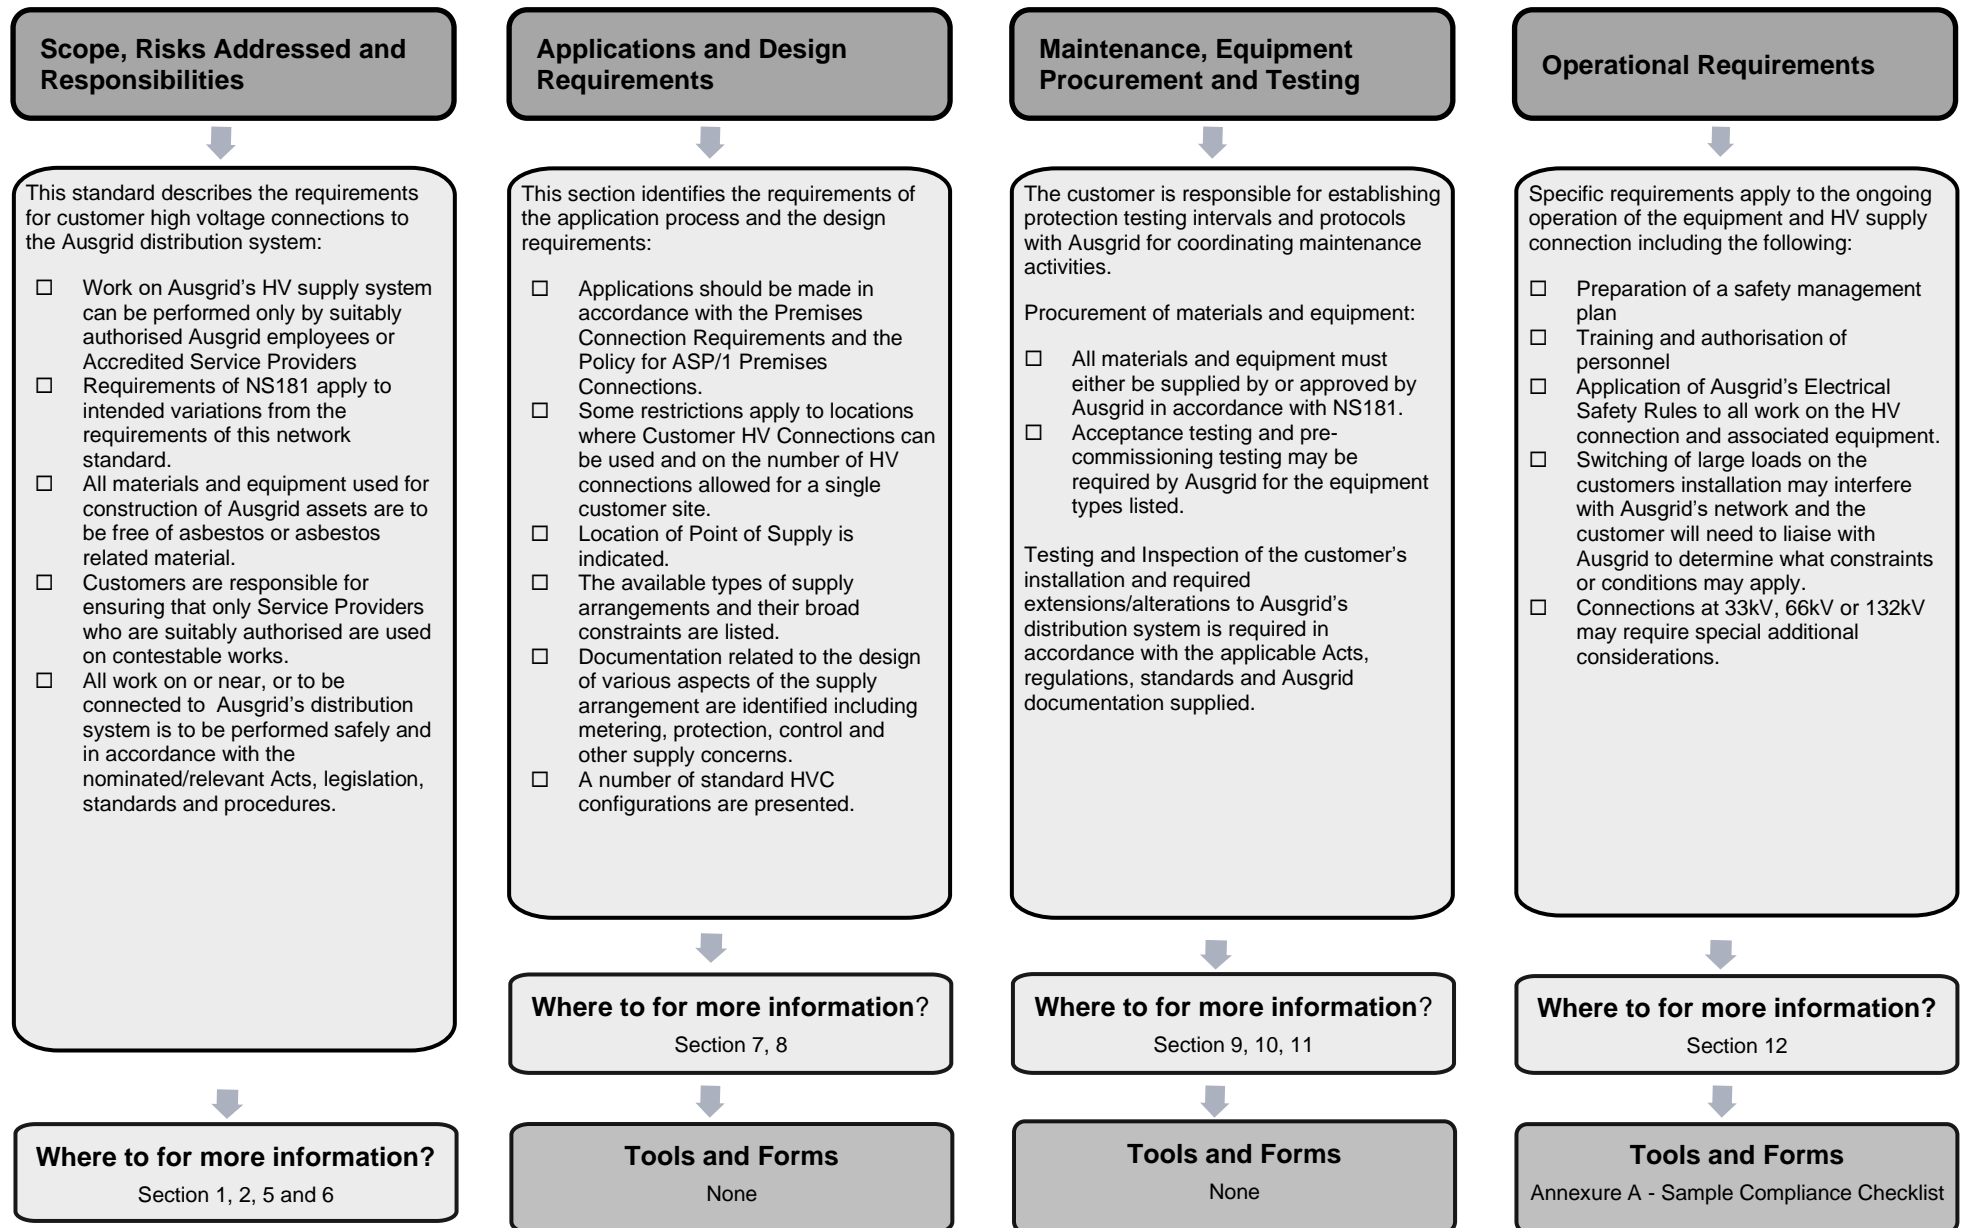 Scope, Risks Addressed and
Responsibilities
This standard describes the requirements
for customer high voltage connections to
the Ausgrid distribution system:
☐ Work on Ausgrid’s HV supply system
can be performed only by suitably
authorised Ausgrid employees or
Accredited Service Providers
☐ Requirements of NS181 apply to
intended variations from the
requirements of this network
standard.
☐ All materials and equipment used for
construction of Ausgrid assets are to
be free of asbestos or asbestos
related material.
☐ Customers are responsible for
ensuring that only Service Providers
who are suitably authorised are used
on contestable works.
☐ All work on or near, or to be
connected to Ausgrid’s distribution
system is to be performed safely and
in accordance with the
nominated/relevant Acts, legislation,
standards and procedures.
Where to for more information?
Section 1, 2, 5 and 6
Applications and Design
Requirements
This section identifies the requirements of
the application process and the design
requirements:
☐ Applications should be made in
accordance with the Premises
Connection Requirements and the
Policy for ASP/1 Premises
Connections.
☐ Some restrictions apply to locations
where Customer HV Connections can
be used and on the number of HV
connections allowed for a single
customer site.
☐ Location of Point of Supply is
indicated.
☐ The available types of supply
arrangements and their broad
constraints are listed.
☐ Documentation related to the design
of various aspects of the supply
arrangement are identified including
metering, protection, control and
other supply concerns.
☐ A number of standard HVC
configurations are presented.
Where to for more information?
Section 7, 8
Tools and Forms
None
Maintenance, Equipment
Procurement and Testing
The customer is responsible for establishing
protection testing intervals and protocols
with Ausgrid for coordinating maintenance
activities.
Procurement of materials and equipment:
☐ All materials and equipment must
either be supplied by or approved by
Ausgrid in accordance with NS181.
☐ Acceptance testing and pre-
commissioning testing may be
required by Ausgrid for the equipment
types listed.
Testing and Inspection of the customer’s
installation and required
extensions/alterations to Ausgrid’s
distribution system is required in
accordance with the applicable Acts,
regulations, standards and Ausgrid
documentation supplied.
Where to for more information?
Section 9, 10, 11
Tools and Forms
None
Operational Requirements
Specific requirements apply to the ongoing
operation of the equipment and HV supply
connection including the following:
☐ Preparation of a safety management
plan
☐ Training and authorisation of
personnel
☐ Application of Ausgrid’s Electrical
Safety Rules to all work on the HV
connection and associated equipment.
☐ Switching of large loads on the
customers installation may interfere
with Ausgrid’s network and the
customer will need to liaise with
Ausgrid to determine what constraints
or conditions may apply.
☐ Connections at 33kV, 66kV or 132kV
may require special additional
considerations.
Where to for more information?
Section 12
Tools and Forms
Annexure A - Sample Compliance Checklist